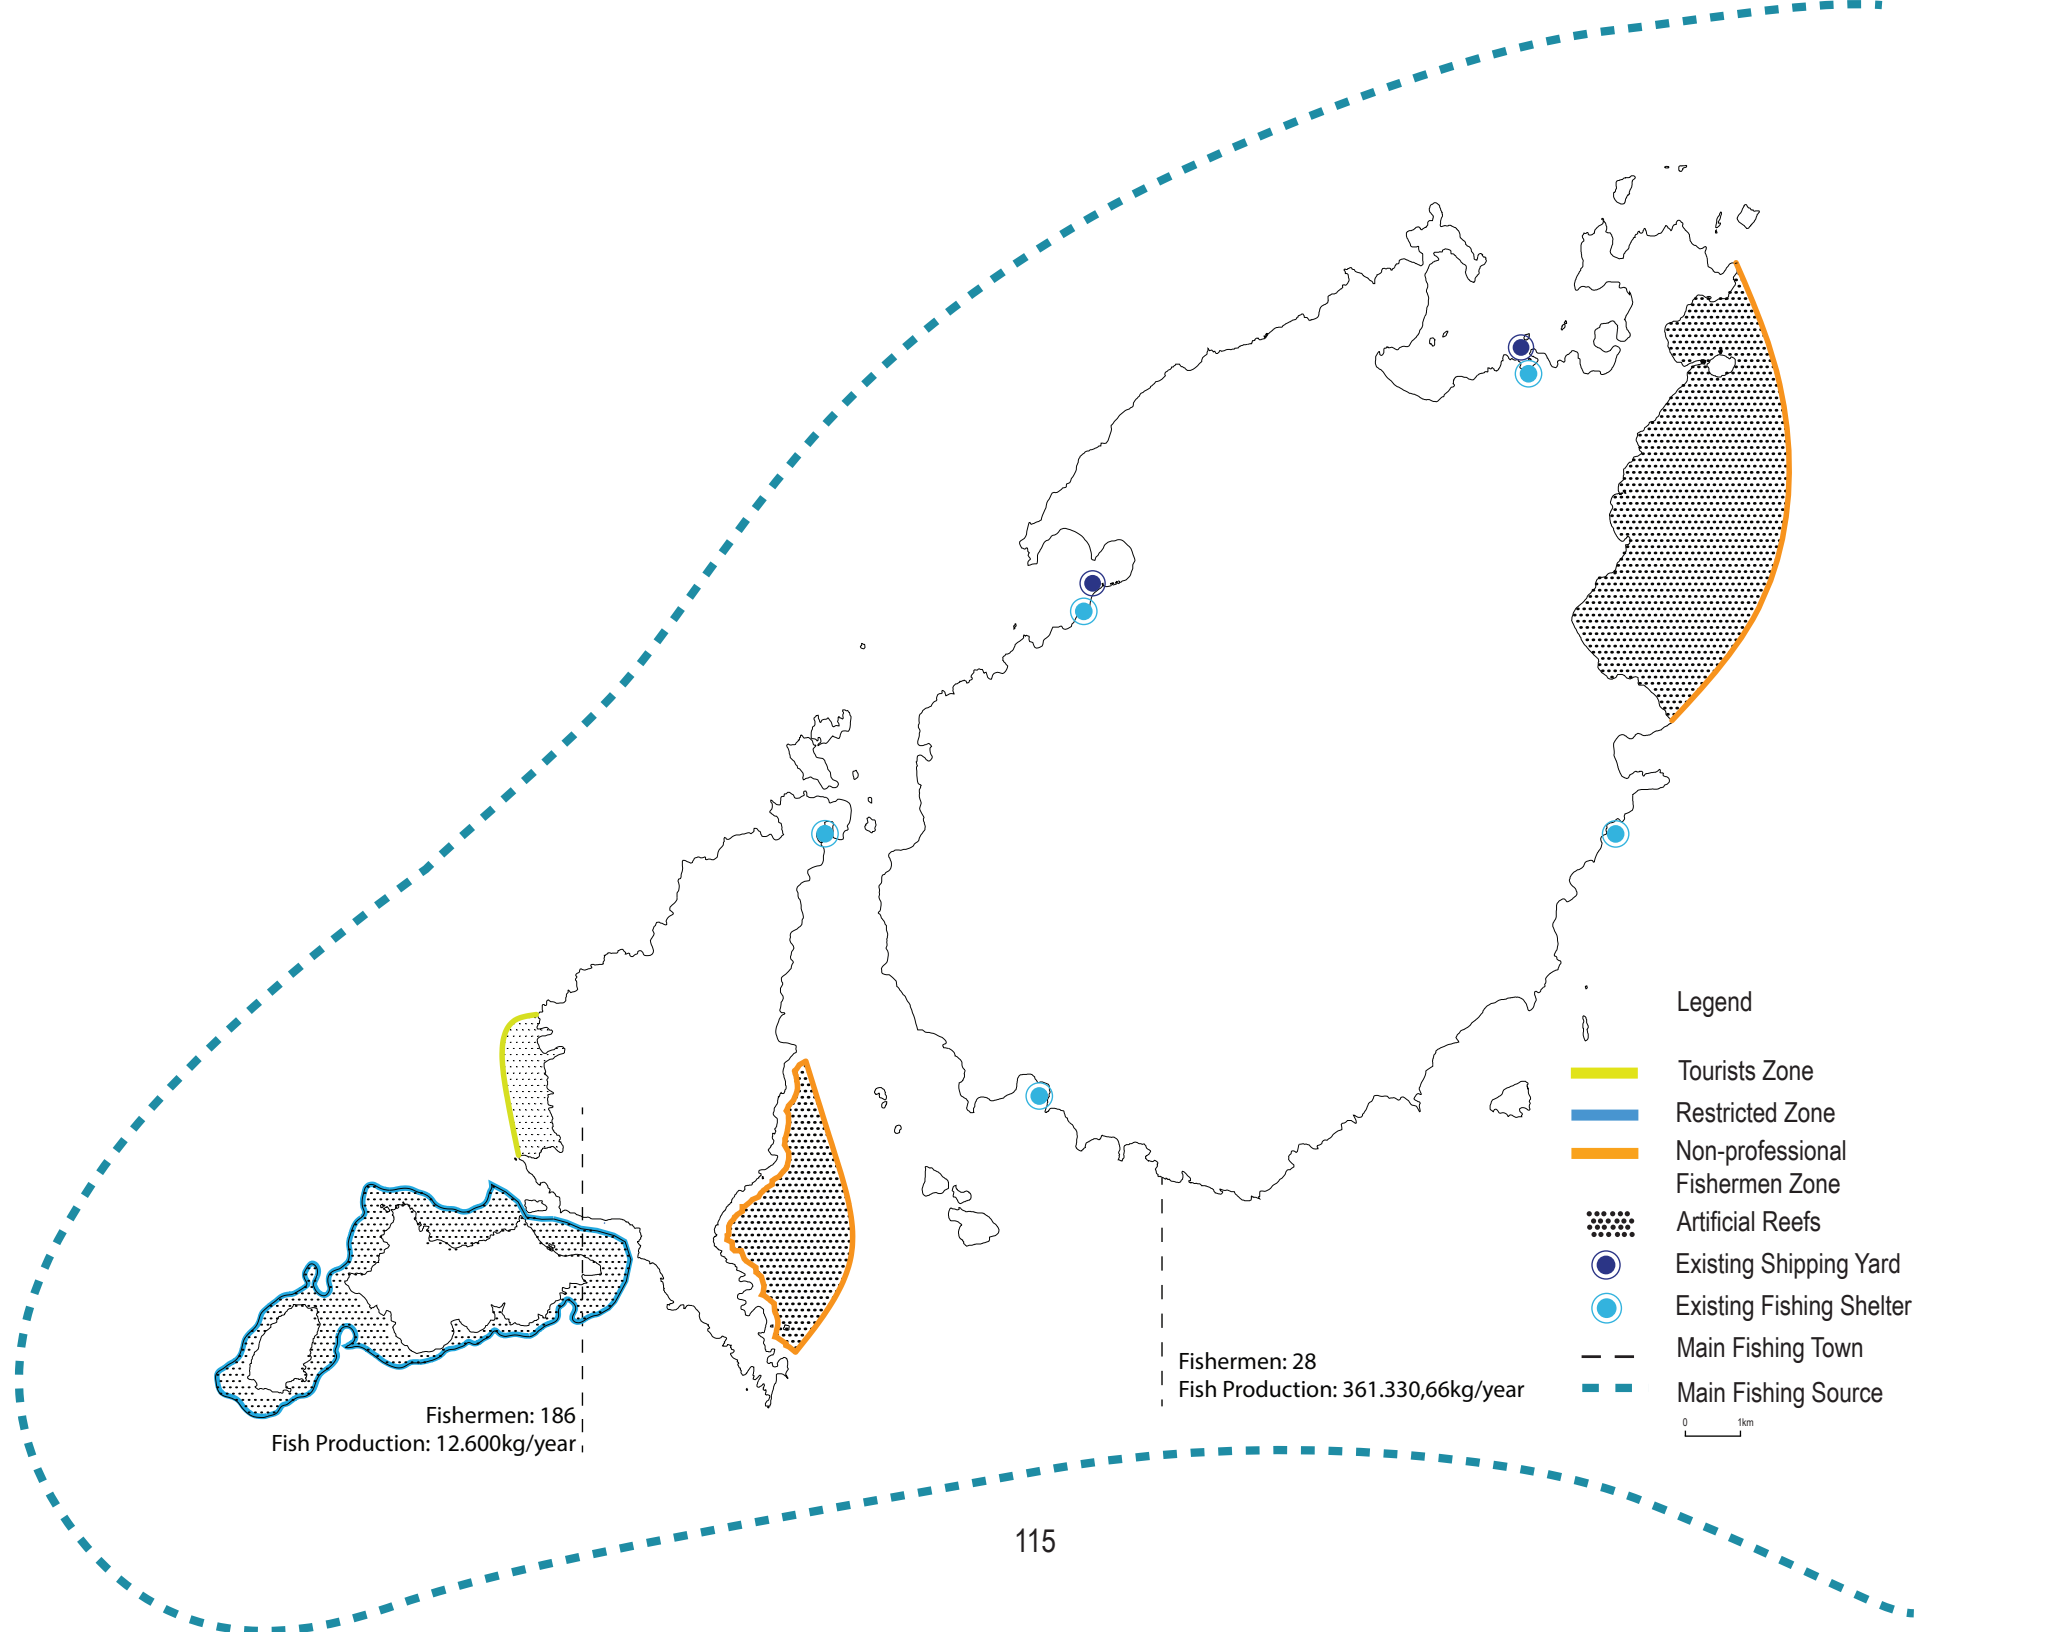 Legend
Tourists Zone
Restricted Zone
Non-professional
Fishermen Zone
Artificial Reefs
Existing Shipping Yard
Existing Fishing Shelter
Main Fishing Town
Main Fishing Source
0 1km
Fishermen: 28
Fish Production: 361.330,66kg/year
Fishermen: 186
Fish Production: 12.600kg/year
115